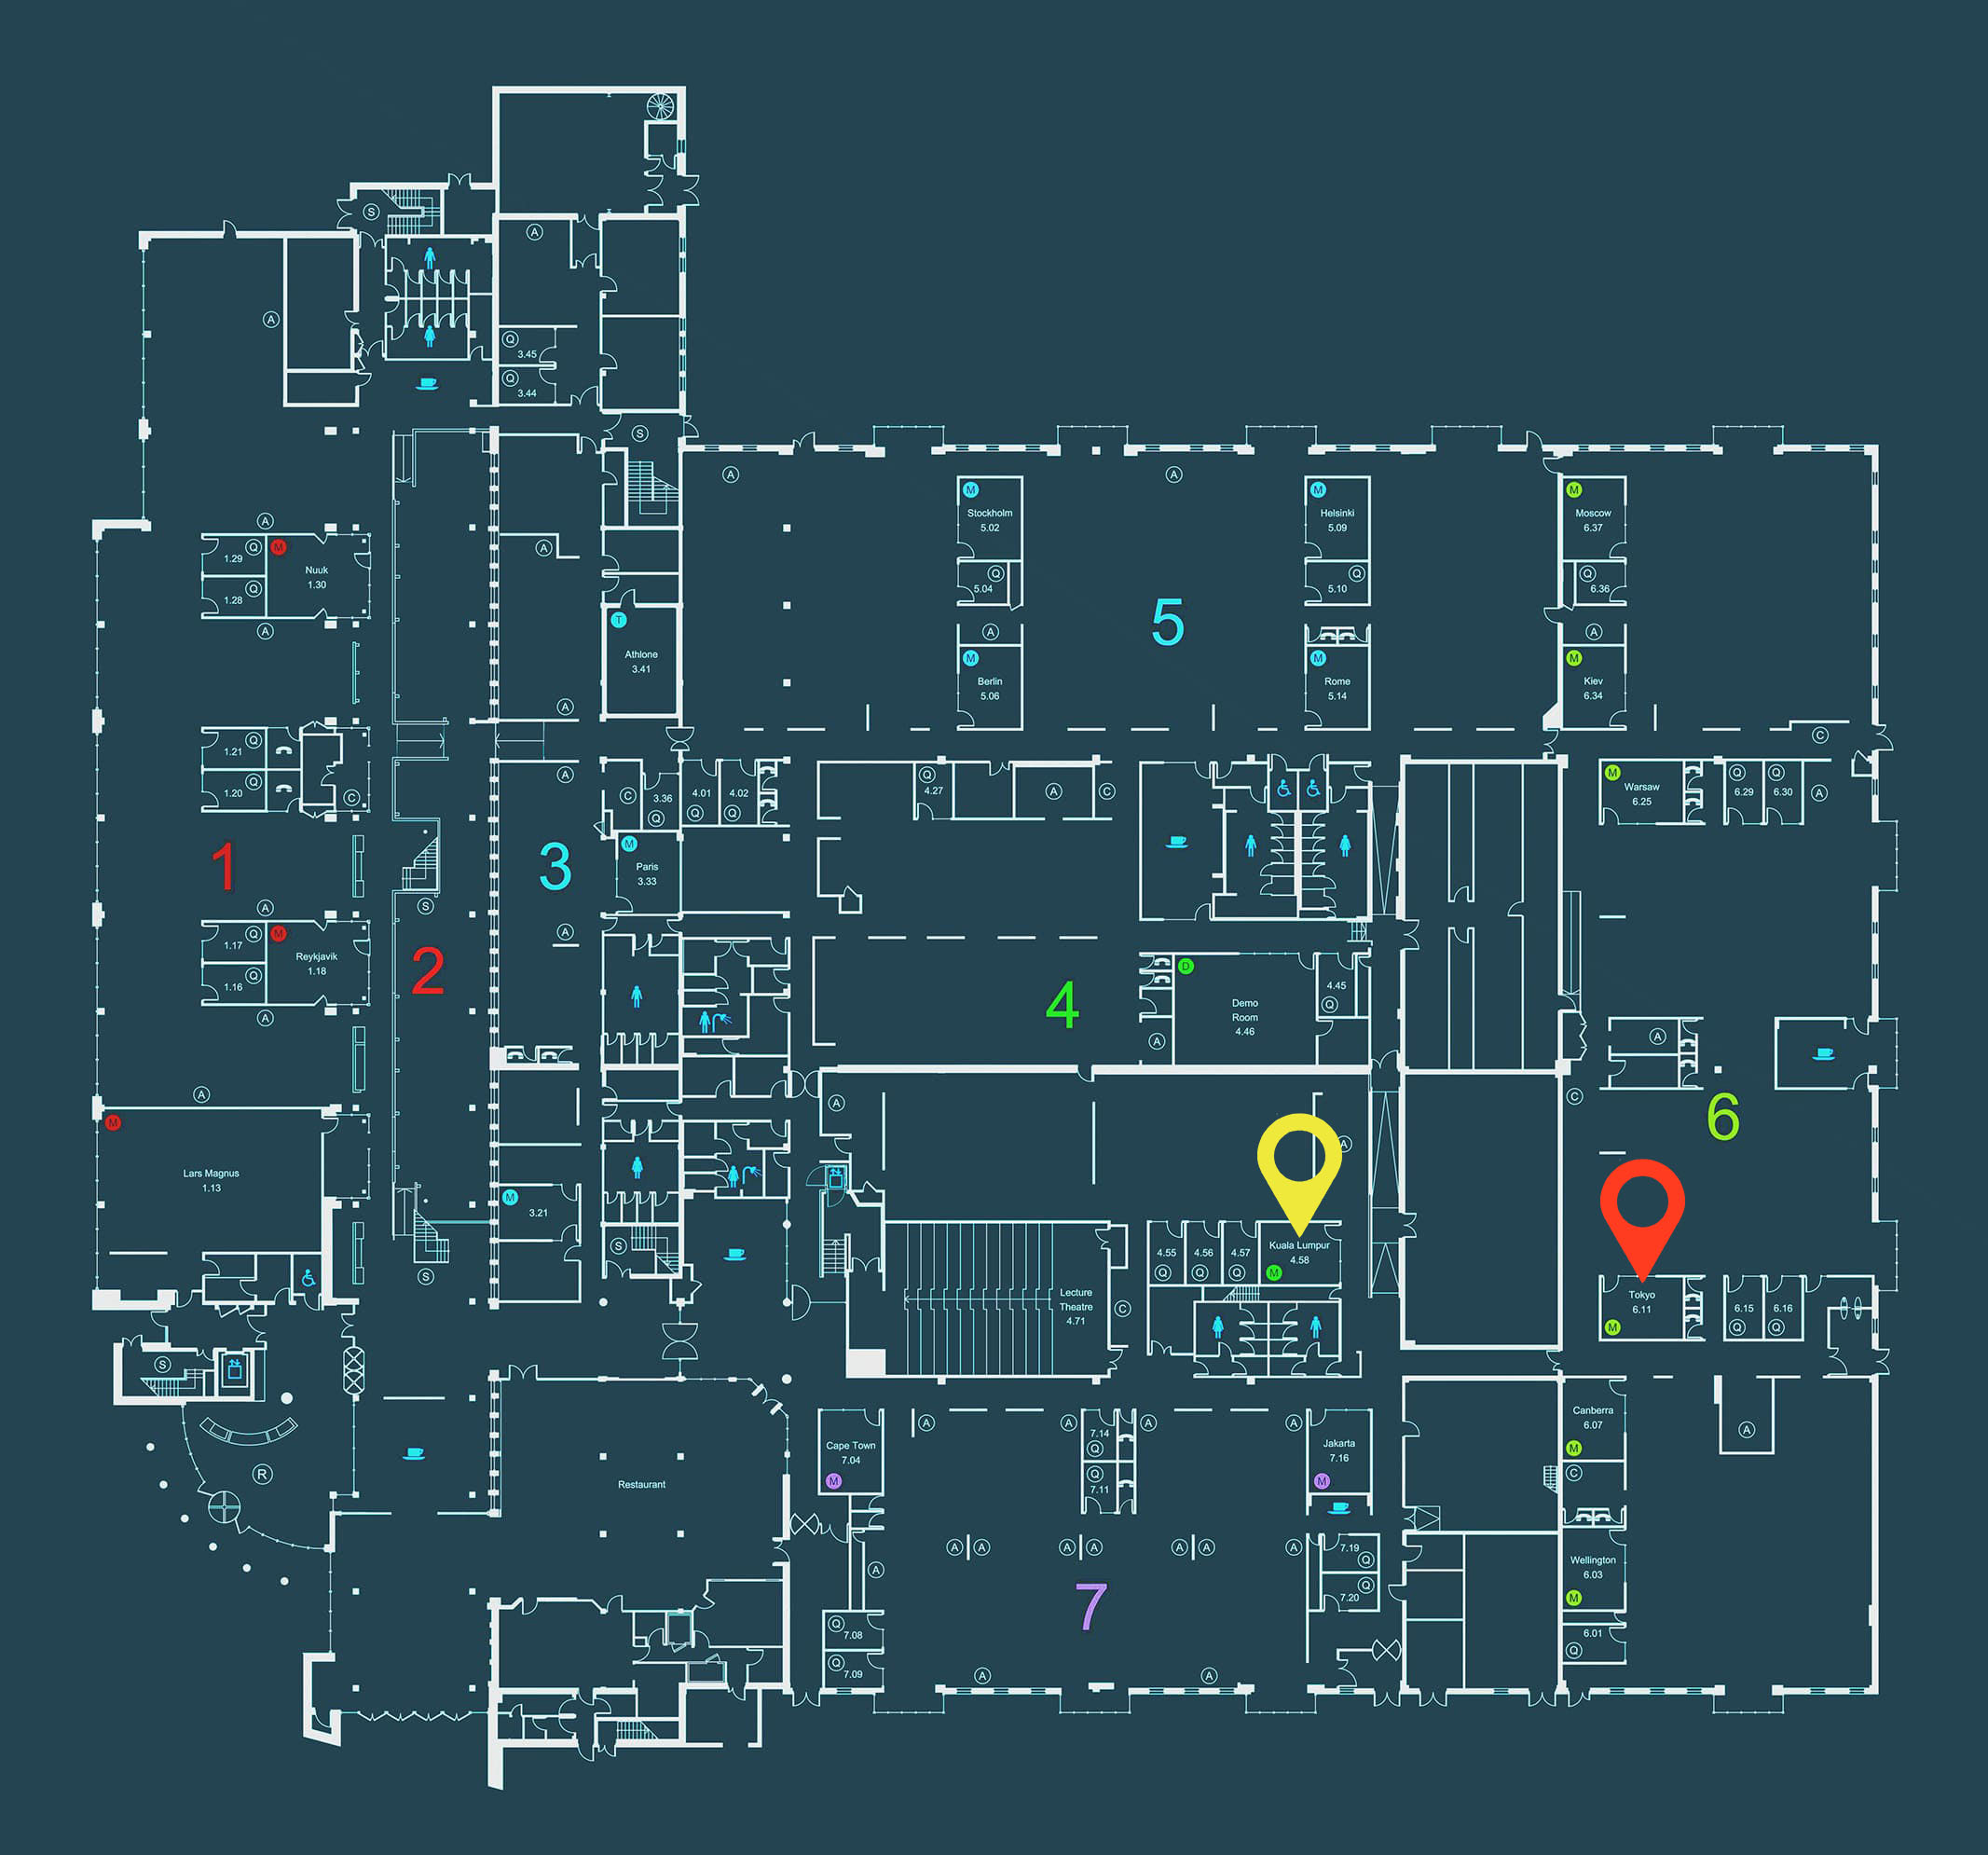 S
A
A
Q
3.45
Q
3.44
S
A
A
M
Stockholm
5.02
M
Helsinki
5.09
M
Moscow
6.37
A
1.29
Q
M
Nuuk
1.30
1.28
Q
A
A
Q
5.04
Q
5.10
Q
6.36
T
Athlone
3.41
5
A
A
M
Berlin
5.06
M
Rome
5.14
M
Kiev
6.34
A
1.21
Q
1.20
Q
C
A
C
3.36
Q
4.01
Q
4.02
Q
Q
4.27
A
C
M
Warsaw
6.25
Q
6.29
Q
6.30
A
C
1
3
M
Paris
3.33
A
S
A
1.17
Q
M
Reykjavik
1.18
1.16
Q
A
2
4
D
Demo
Room
4.46
4.45
Q
A
A
A
M
Lars Magnus
1.13
A
A
C
6
M
3.21
S
S
4.55
Q
4.56
Q
4.57
Q
Kuala Lumpur
4.58
M
Lecture
Theatre
4.71
C
Tokyo
6.11
M
6.15
Q
6.16
Q
S
R
Restaurant
Cape Town
7.04
M
A
A
7.14
Q
Q
7.11
A
A
Jakarta
7.16
M
Canberra
6.07
M
C
A
A
A
A
A
A
A
A
A
7.19
Q
Q
7.20
Wellington
6.03
M
6.01
Q
7
Q
7.08
Q
7.09
A
A